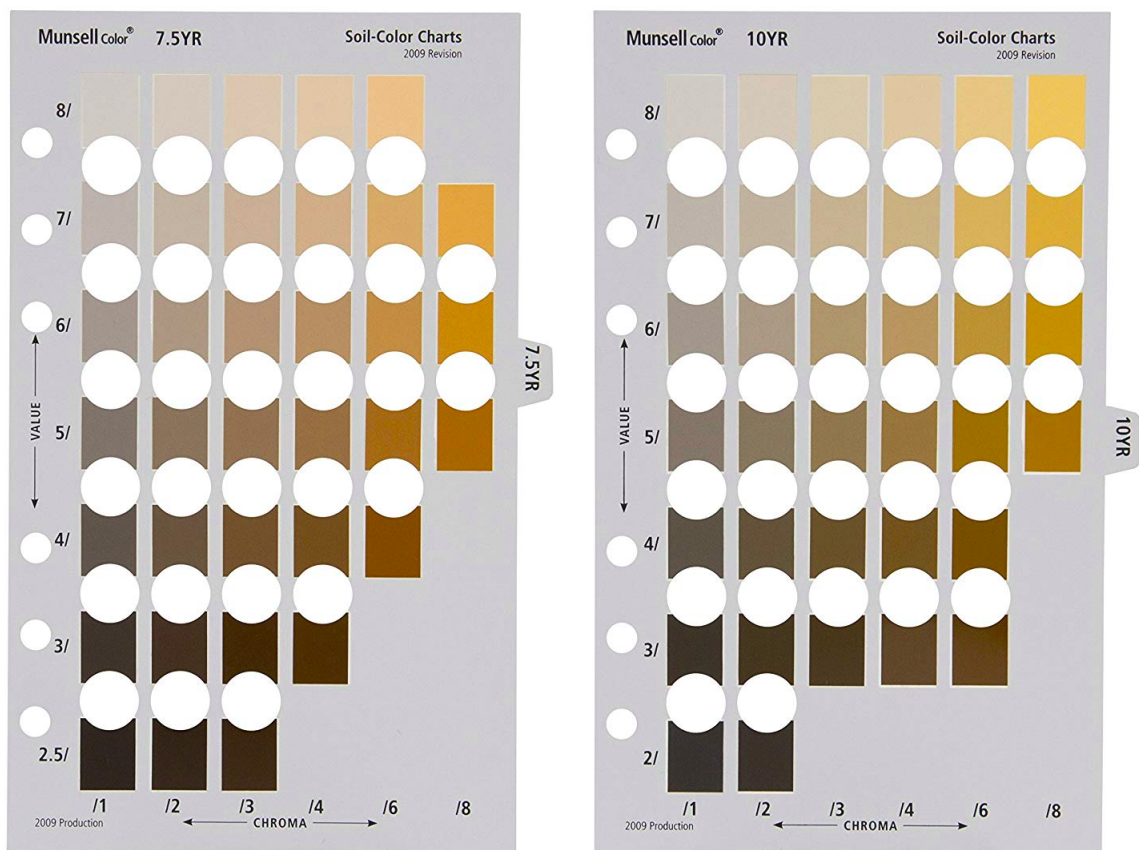 Munsell Color® 7.5YR Soil-Color Charts
2009 Revision
8/
7/
6/
VALUE
5/
4/
3/
2.5/
/1 /2 /3 /4 /6 /8
2009 Production CHROMA
7.5YR
Munsell Color® 10YR Soil-Color Charts
2009 Revision
8/
7/
6/
VALUE
5/
4/
3/
2/
/1 /2 /3 /4 /6 /8
2009 Production CHROMA
10YR